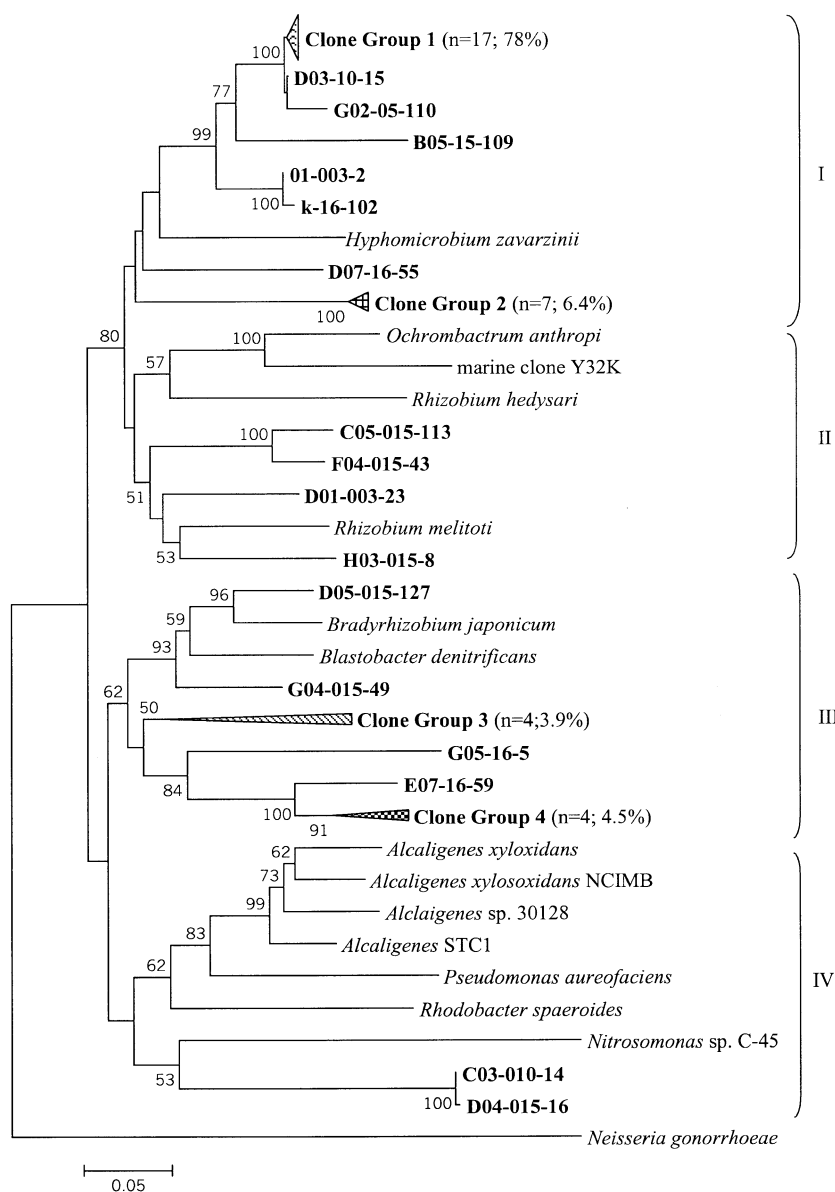 Clone Group 1 (n=17; 78%)
100
D03-10-15
77
G02-05-110
99
B05-15-109
01-003-2
I
100
k-16-102
Hyphomicrobium zavarzinii
D07-16-55
Clone Group 2 (n=7; 6.4%)
100
80
Ochrombactrum anthropi
100
57
marine clone Y32K
Rhizobium hedysari
100
C05-015-113
II
F04-015-43
51
D01-003-23
Rhizobium melitoti
53
H03-015-8
96
D05-015-127
59
Bradyrhizobium japonicum
93
Blastobacter denitrificans
62
G04-015-49
50
Clone Group 3 (n=4;3.9%)
III
G05-16-5
84
E07-16-59
100
Clone Group 4 (n=4; 4.5%)
91
62
Alcaligenes xyloxidans
73
Alcaligenes xylosoxidans NCIMB
99
Alclaigenes sp. 30128
83
Alcaligenes STC1
62
Pseudomonas aureofaciens
IV
Rhodobacter spaeroides
Nitrosomonas sp. C-45
53
C03-010-14
100
D04-015-16
Neisseria gonorrhoeae
0.05